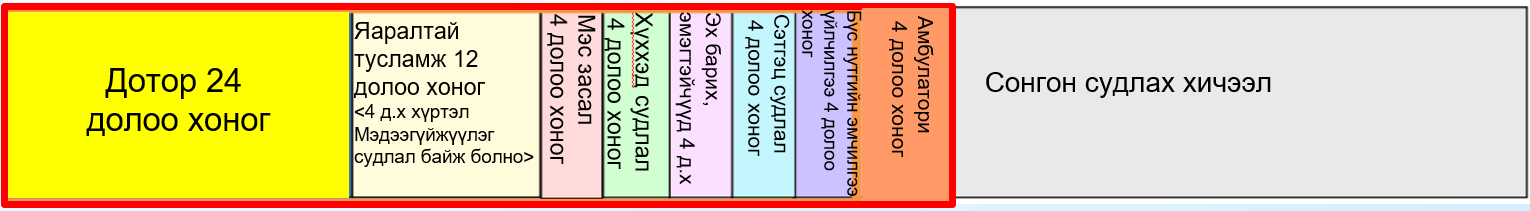 Дотор 24
долоо хоног
Яаралтай
тусламж 12
долоо хоног
<4 д.х хүртэл
Мэдээгүйжүүлэг
судлал байж болно>
Мэс засал
4 долоо хоног
Хүүхэд судлал
4 долоо хоног
Эх барих,
эмэгтэйчүүд 4 д.х
Сэтгэц судлал
4 долоо хоног
Бүс нутгийн эмчилгээ
үйлчилгээ 4 долоо
хоног
Амбулатори
4 долоо хоног
Сонгон судлах хичээл